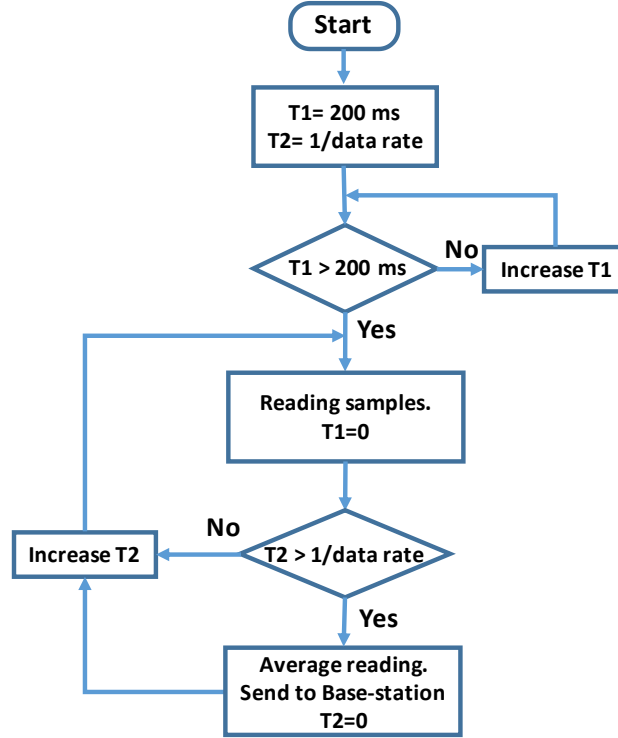 Start
T1= 200 ms
T2= 1/data rate
T1 > 200 ms
No
Increase T1
Yes
Reading samples.
T1=0
No
Increase T2
T2 > 1/data rate
Yes
Average reading.
Send to Base-station
T2=0